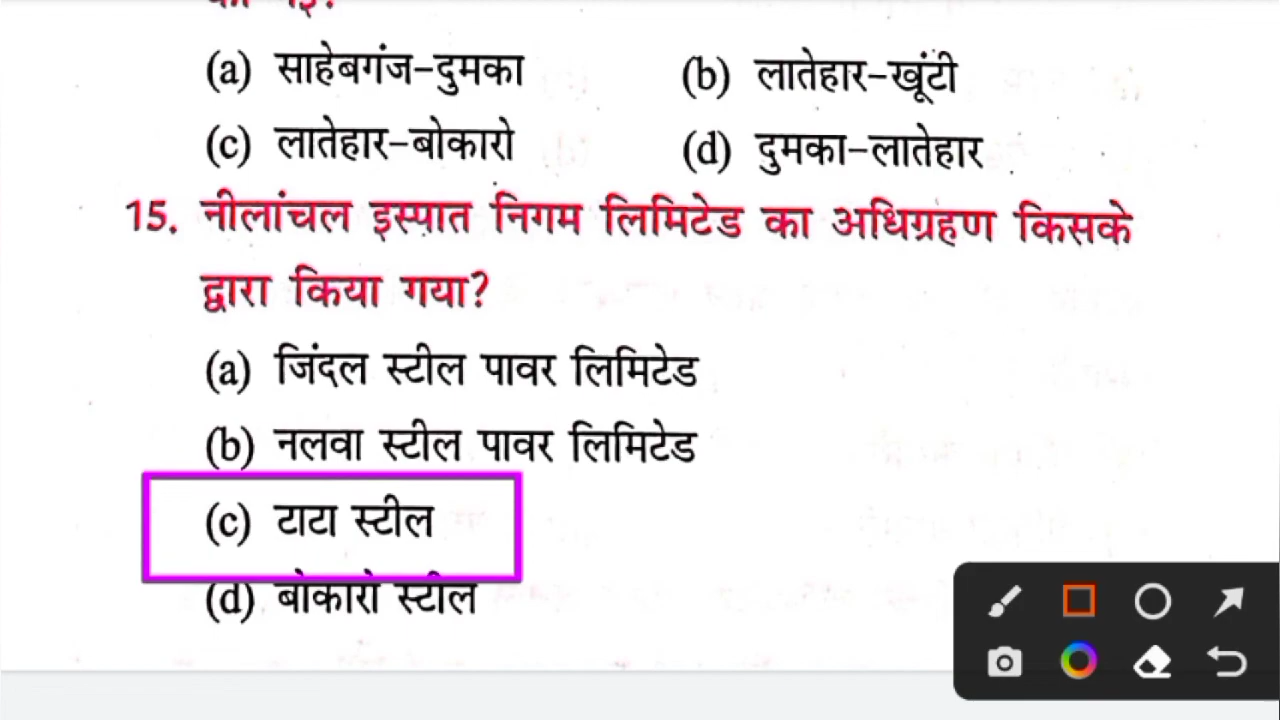 (a) साहेबगंज-दुमका (b) लातेहार-खूंटी
(c) लातेहार-बोकारो (d) दुमका-लातेहार
15. नीलांचल इस्पात निगम लिमिटेड का अधिग्रहण किसके
द्वारा किया गया?
(a) जिंदल स्टील पावर लिमिटेड
(b) नलवा स्टील पावर लिमिटेड
(c) टाटा स्टील
(d) बोकारो स्टील